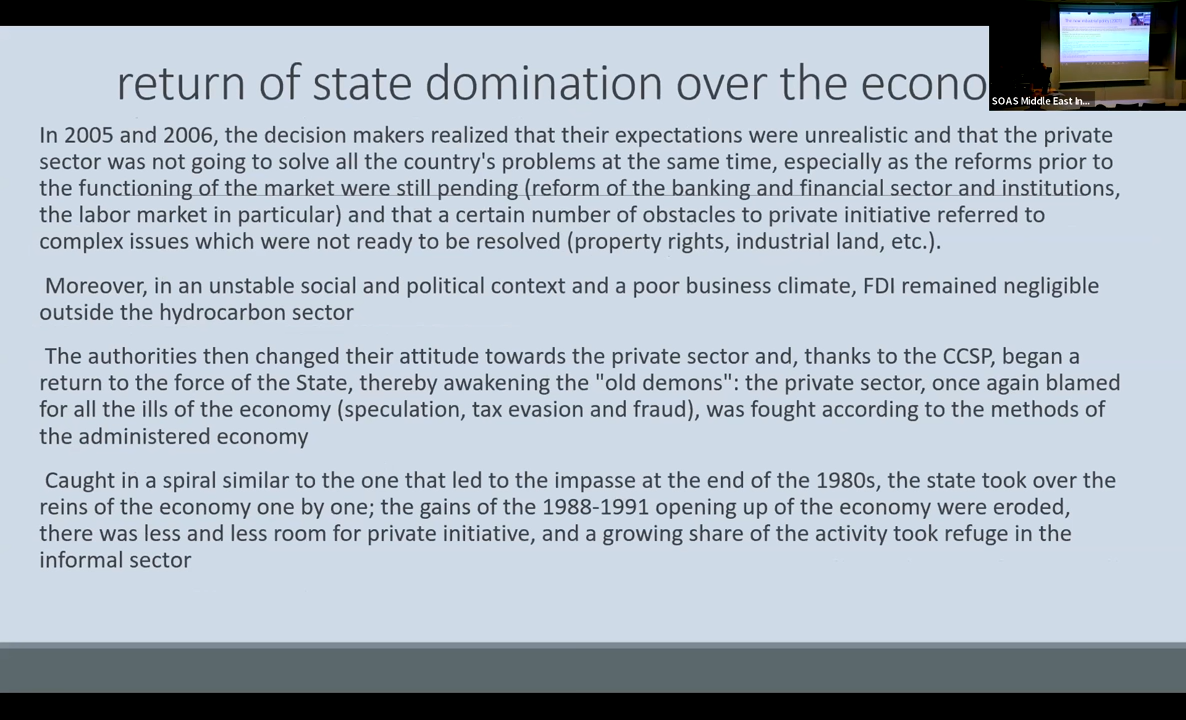 return of state domination over the econo
SOAS Middle East In...
In 2005 and 2006, the decision makers realized that their expectations were unrealistic and that the private
sector was not going to solve all the country's problems at the same time, especially as the reforms prior to
the functioning of the market were still pending (reform of the banking and financial sector and institutions,
the labor market in particular) and that a certain number of obstacles to private initiative referred to
complex issues which were not ready to be resolved (property rights, industrial land, etc.).
Moreover, in an unstable social and political context and a poor business climate, FDI remained negligible
outside the hydrocarbon sector
The authorities then changed their attitude towards the private sector and, thanks to the CCSP, began a
return to the force of the State, thereby awakening the "old demons": the private sector, once again blamed
for all the ills of the economy (speculation, tax evasion and fraud), was fought according to the methods of
the administered economy
Caught in a spiral similar to the one that led to the impasse at the end of the 1980s, the state took over the
reins of the economy one by one; the gains of the 1988-1991 opening up of the economy were eroded,
there was less and less room for private initiative, and a growing share of the activity took refuge in the
informal sector